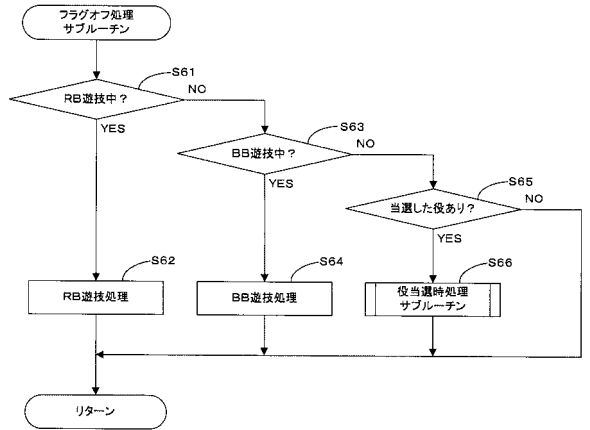 フラグオフ処理
サブルーチン
S61
RB遊技中?
NO
YES
S63
BB遊技中?
NO
YES
S65
当選した役あり?
NO
YES
S62
RB遊技処理
S64
BB遊技処理
S66
役当選時処理
サブルーチン
リターン